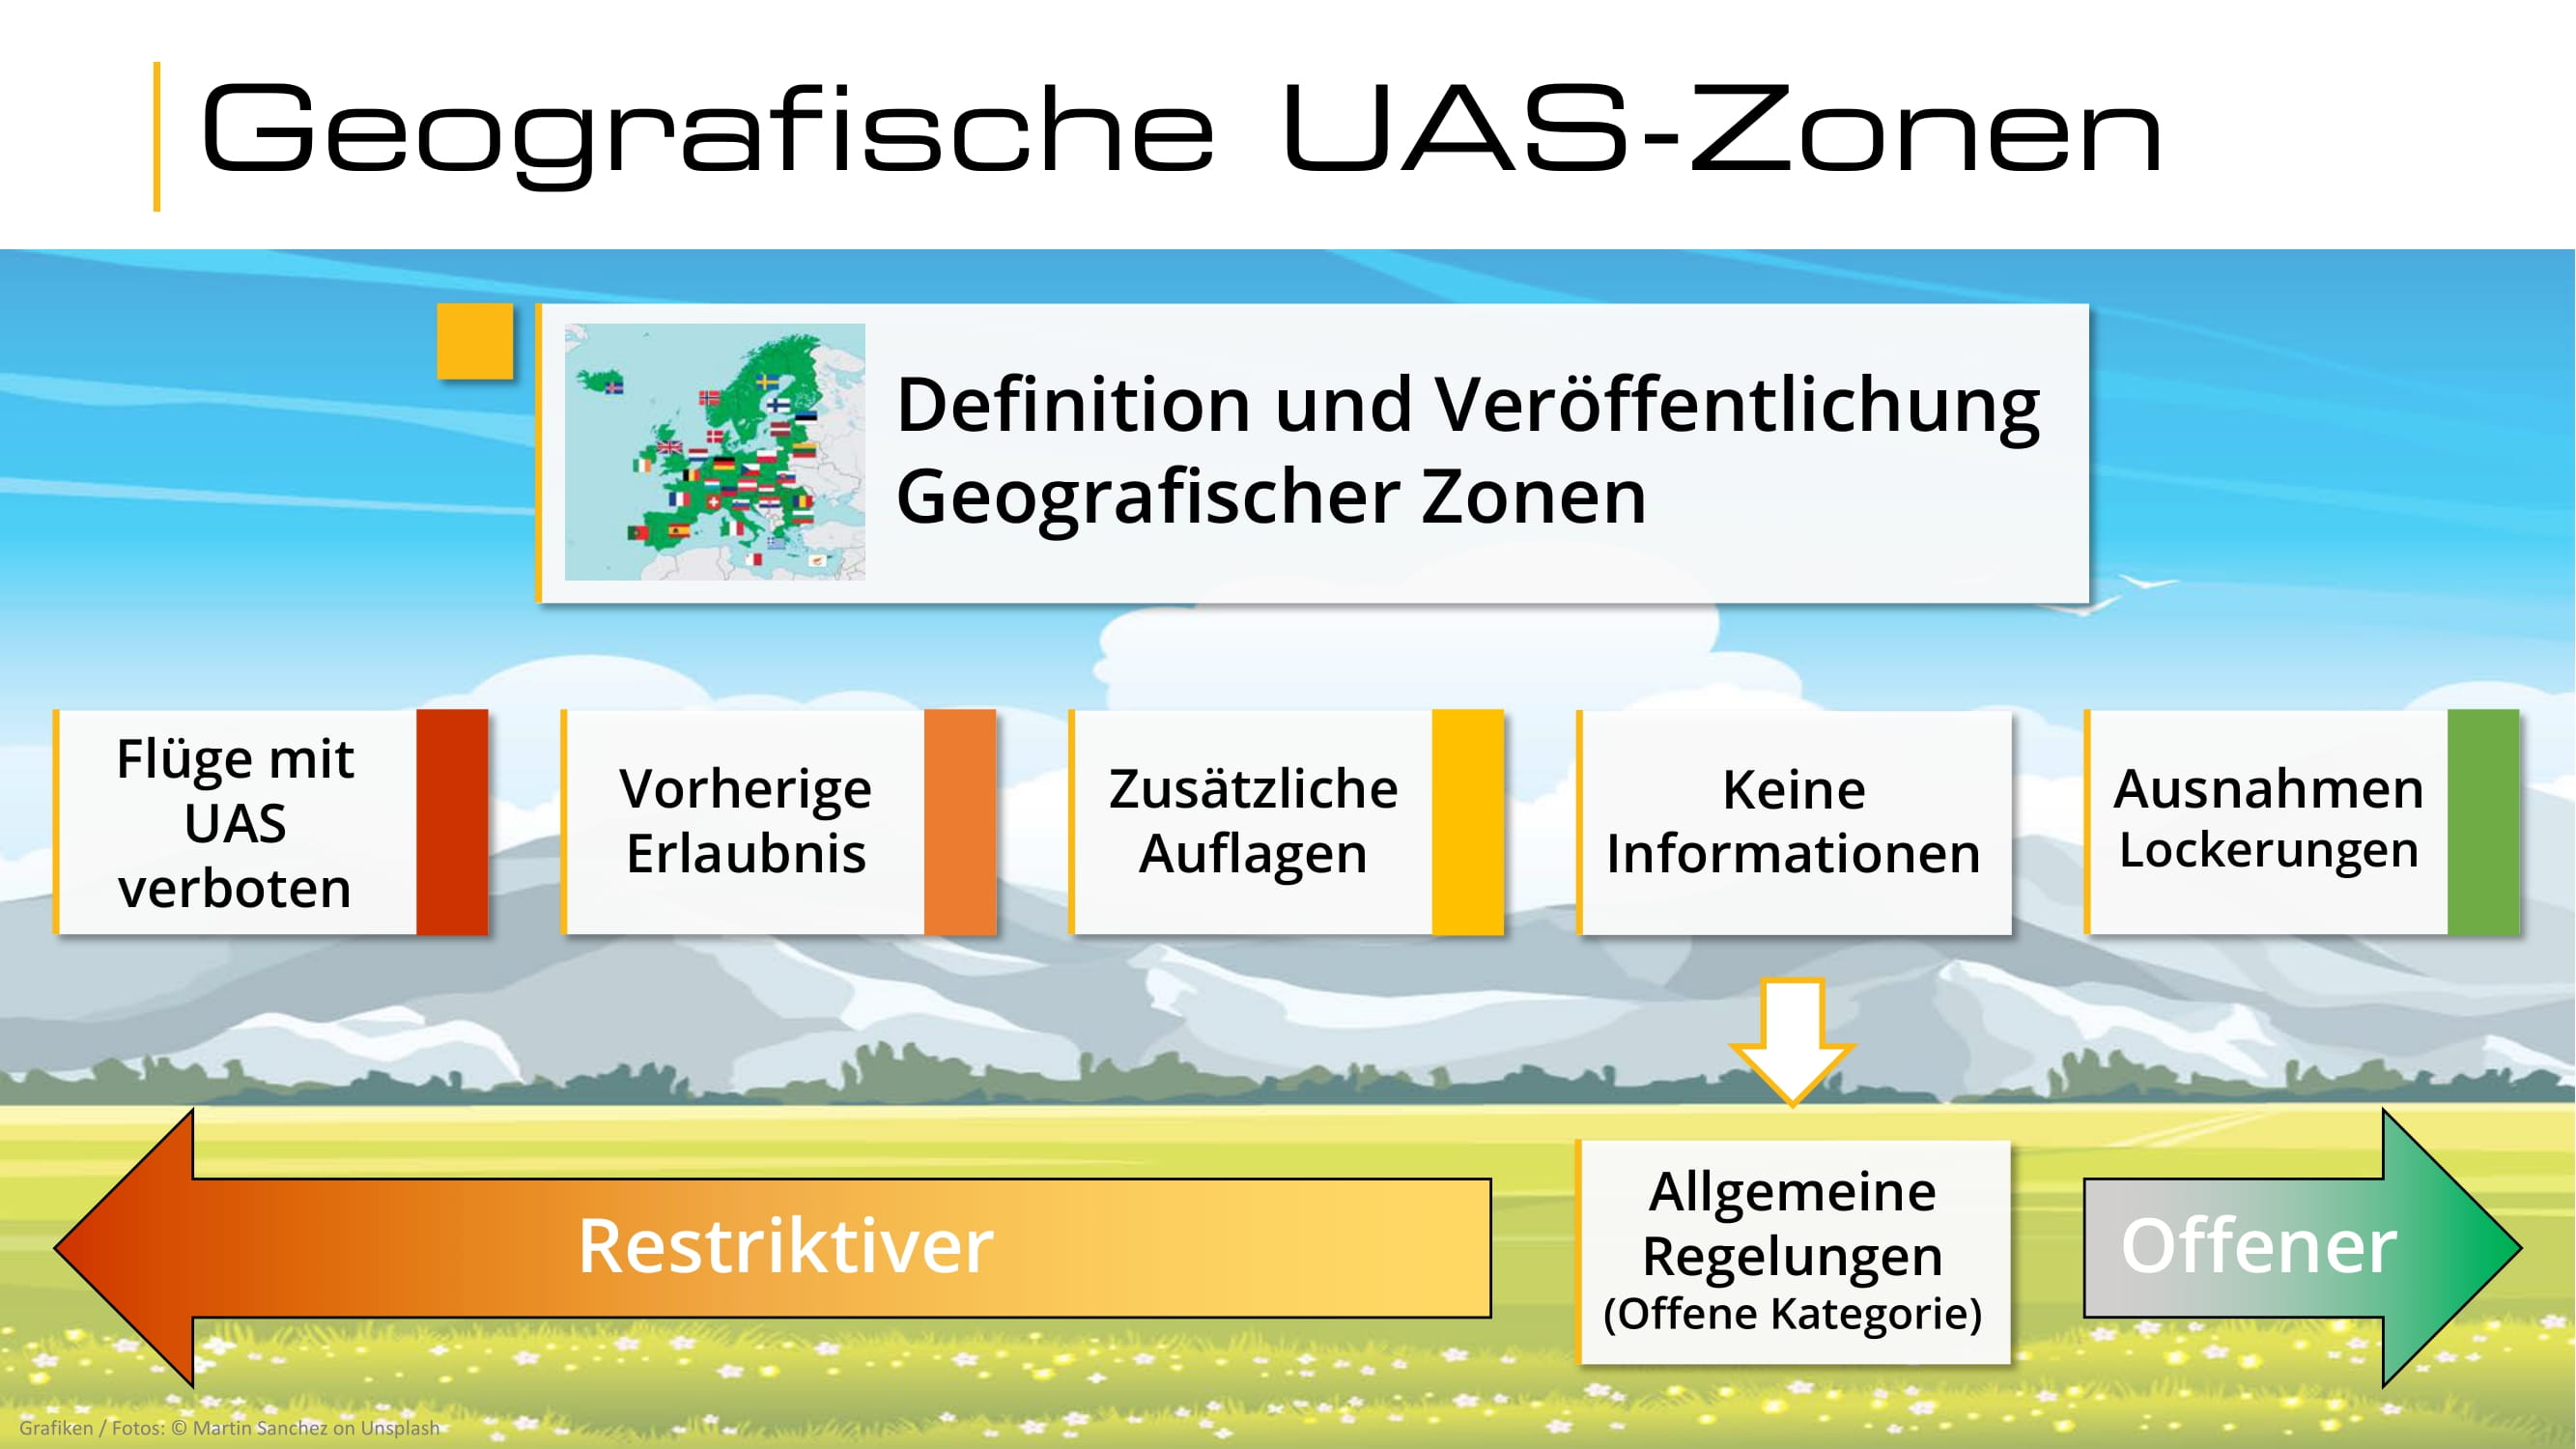 Geografische UAS-Zonen
Definition und Veröffentlichung
Geografischer Zonen
Flüge mit
UAS
verboten
Vorherige
Erlaubnis
Zusätzliche
Auflagen
Keine
Informationen
Ausnahmen
Lockerungen
Restriktiver
Allgemeine
Regelungen
(Offene Kategorie)
Offener
Grafiken / Fotos: © Martin Sanchez on Unsplash